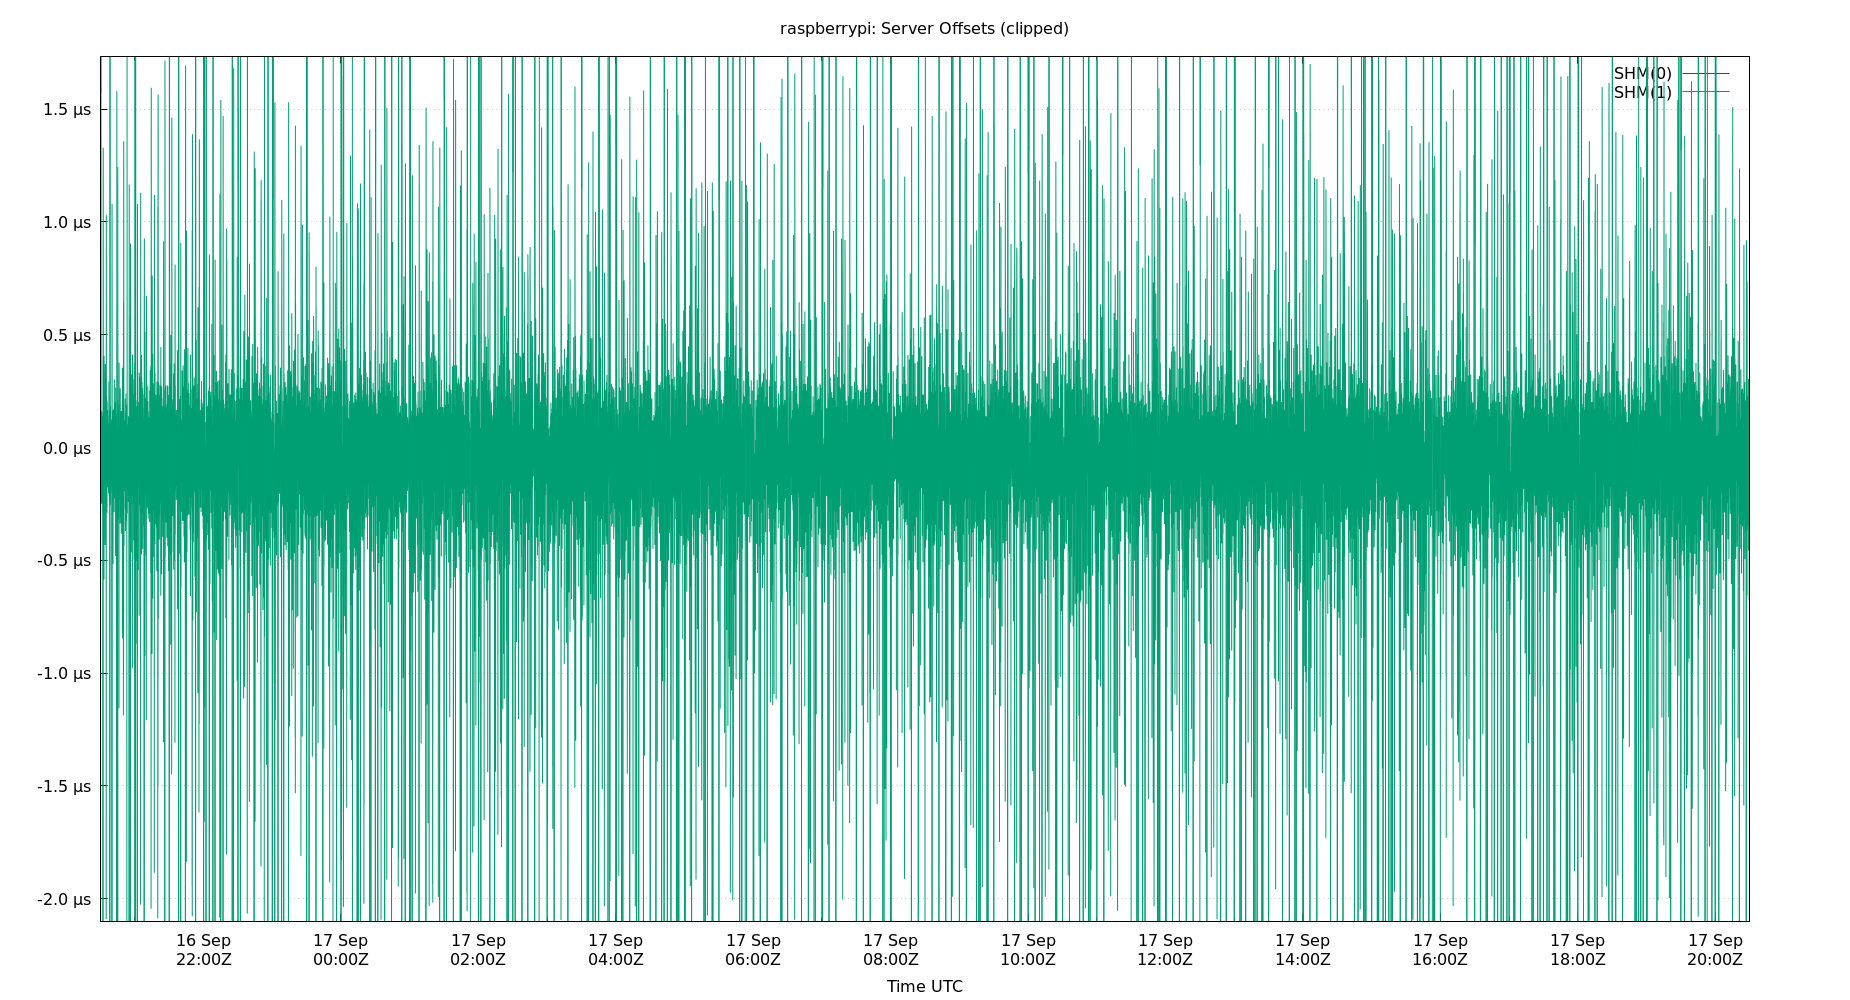 raspberrypi: Server Offsets (clipped)
SHM(0)
SHM(1)
1.5 µs
1.0 µs
0.5 µs
0.0 µs
-0.5 µs
-1.0 µs
-1.5 µs
-2.0 µs
16 Sep 17 Sep 17 Sep 17 Sep 17 Sep 17 Sep 17 Sep 17 Sep 17 Sep 17 Sep 17 Sep 17 Sep
22:00Z 00:00Z 02:00Z 04:00Z 06:00Z 08:00Z 10:00Z 12:00Z 14:00Z 16:00Z 18:00Z 20:00Z
Time UTC